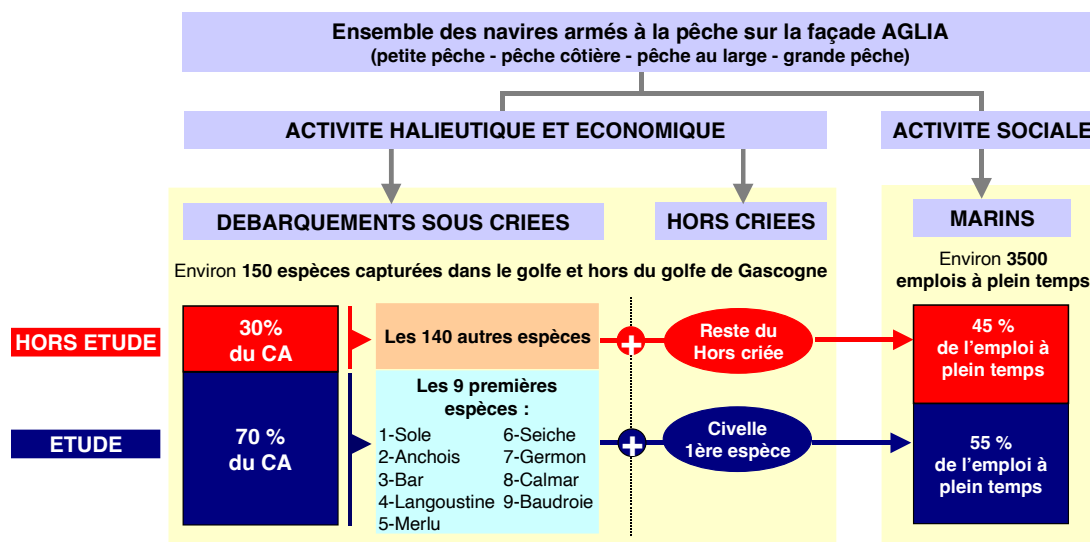 Ensemble des navires armés à la pêche sur la façade AGLIA
(petite pêche - pêche côtière - pêche au large - grande pêche)
ACTIVITE HALIEUTIQUE ET ECONOMIQUE
ACTIVITE SOCIALE
DEBARQUEMENTS SOUS CRIEES
HORS CRIEES
MARINS
Environ 150 espèces capturées dans le golfe et hors du golfe de Gascogne
Environ 3500
emplois à plein temps
HORS ETUDE
30%
du CA
Les 140 autres espèces
+
Reste du
Hors criée
45 %
de l'emploi à
plein temps
ETUDE
70 %
du CA
Les 9 premières
espèces :
1-Sole
2-Anchois
3-Bar
4-Langoustine
5-Merlu
6-Seiche
7-Germon
8-Calmar
9-Baudroie
+
Civelle
1ère espèce
55 %
de l'emploi à
plein temps